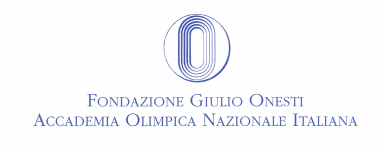 FONDAZIONE GIULIO ONESTI
ACCADEMIA OLIMPICA NAZIONALE ITALIANA